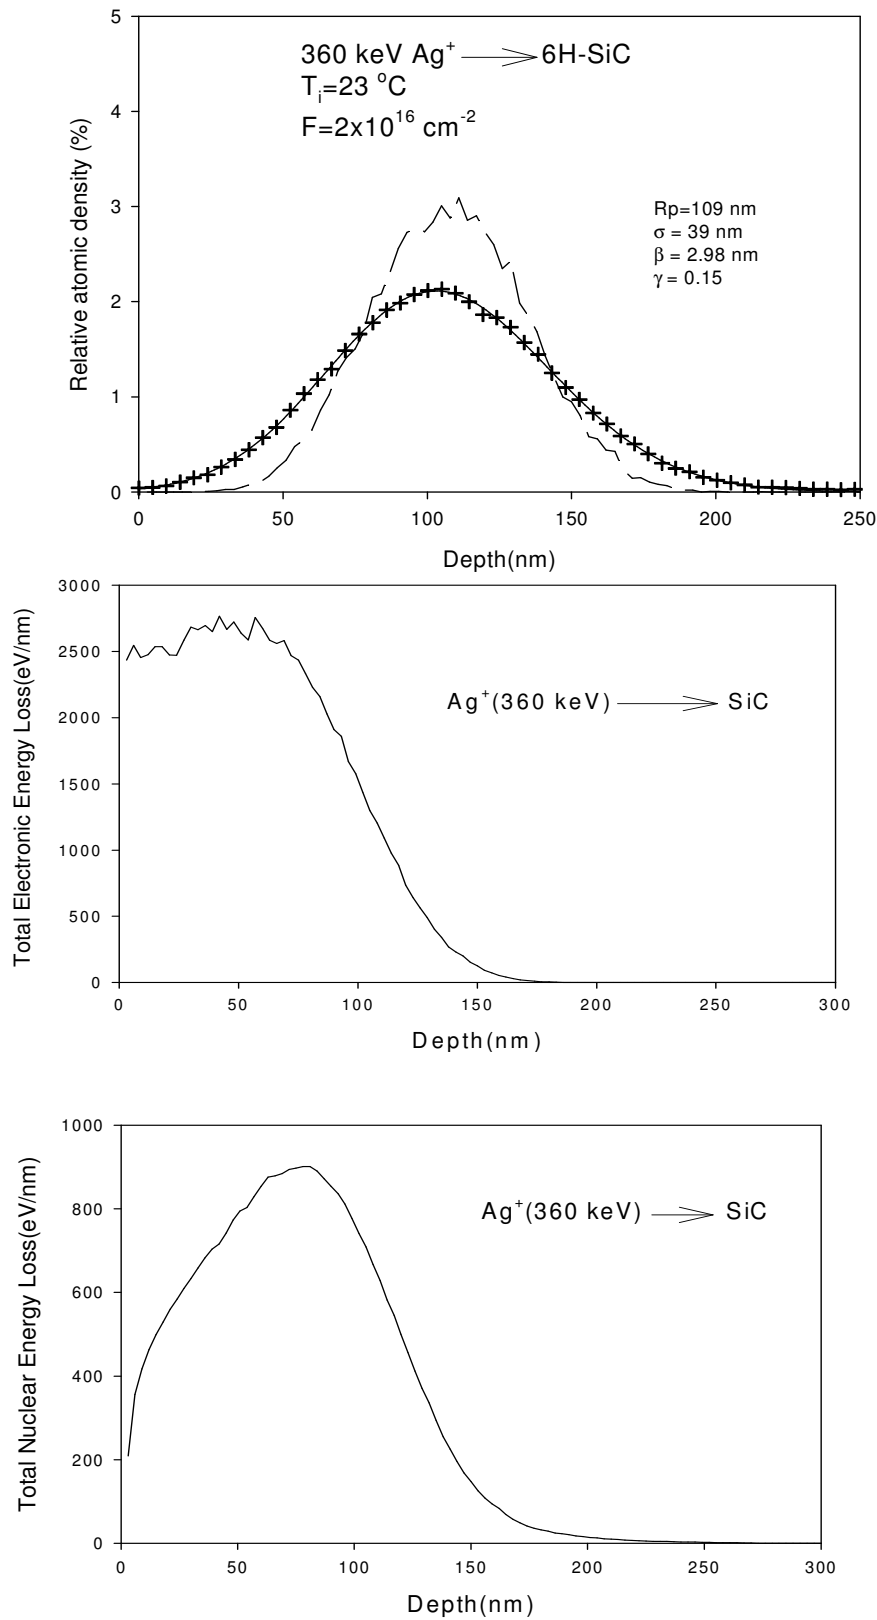 5
360 keV Ag⁺ ⟶ 6H-SiC
Tᵢ=23 °C
4
F=2x10¹⁶ cm⁻²
Relative atomic density (%)
3
Rp=109 nm
σ = 39 nm
β = 2.98 nm
γ = 0.15
2
1
0
0 50 100 150 200 250
Depth(nm)
3000
2500
Ag⁺(360 keV) ⟶ SiC
2000
Total Electronic Energy Loss(eV/nm)
1500
1000
500
0
0 50 100 150 200 250 300
Depth(nm)
1000
800
Ag⁺(360 keV) ⟶ SiC
Total Nuclear Energy Loss(eV/nm)
600
400
200
0
0 50 100 150 200 250 300
Depth(nm)